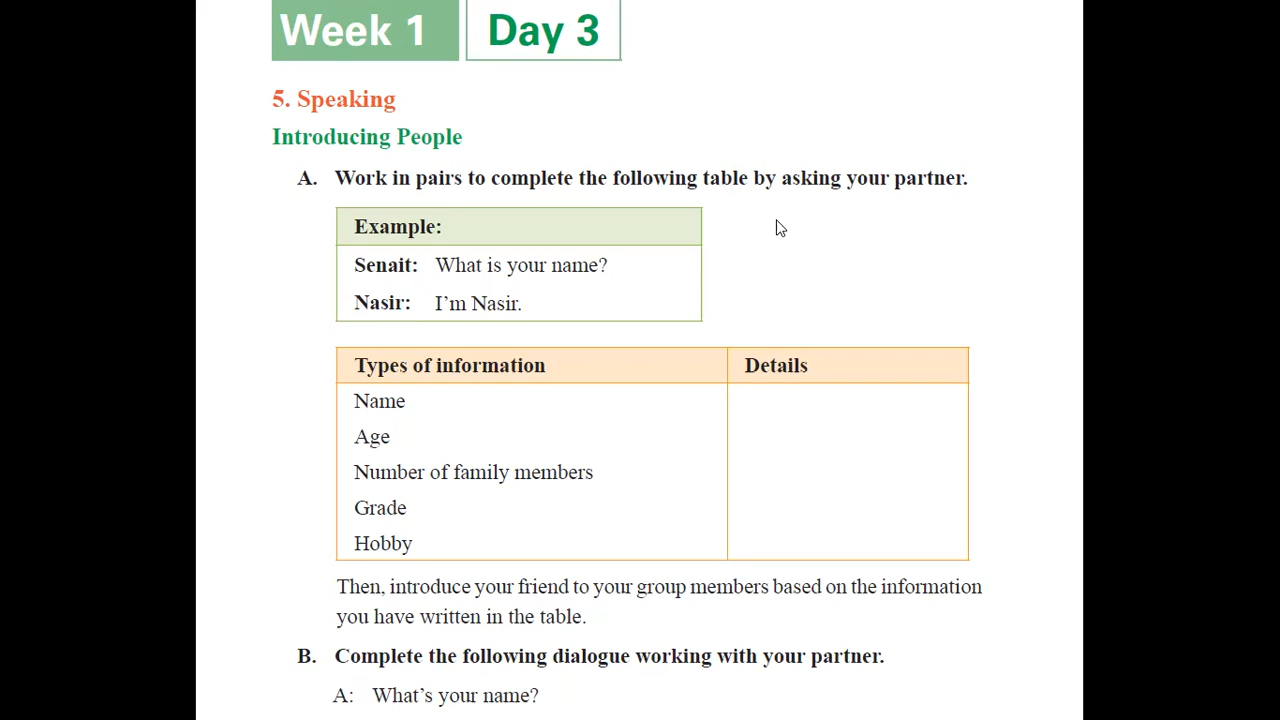 Week 1 Day 3
5. Speaking
Introducing People
A. Work in pairs to complete the following table by asking your partner.
Example:
Senait: What is your name?
Nasir: I’m Nasir.
Types of information Details
Name
Age
Number of family members
Grade
Hobby
Then, introduce your friend to your group members based on the information
you have written in the table.
B. Complete the following dialogue working with your partner.
A: What’s your name?